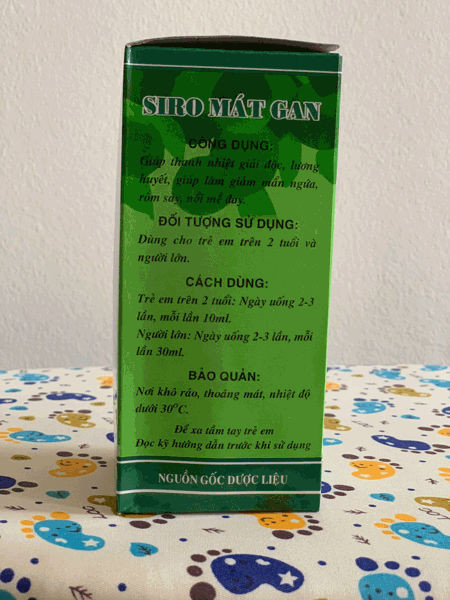 SIRO MÁT GAN
CÔNG DỤNG:
Giúp thanh nhiệt giải độc, lương
huyết, giúp làm giảm mẩn ngứa,
rôm sảy, nổi mề đay.
ĐỐI TƯỢNG SỬ DỤNG:
Dùng cho trẻ em trên 2 tuổi và
người lớn.
CÁCH DÙNG:
Trẻ em trên 2 tuổi: Ngày uống 2-3
lần, mỗi lần 10ml.
Người lớn: Ngày uống 2-3 lần, mỗi
lần 30ml.
BẢO QUẢN:
Nơi khô ráo, thoáng mát, nhiệt độ
dưới 30°C.
Để xa tầm tay trẻ em
Đọc kỹ hướng dẫn trước khi sử dụng
NGUỒN GỐC DƯỢC LIỆU